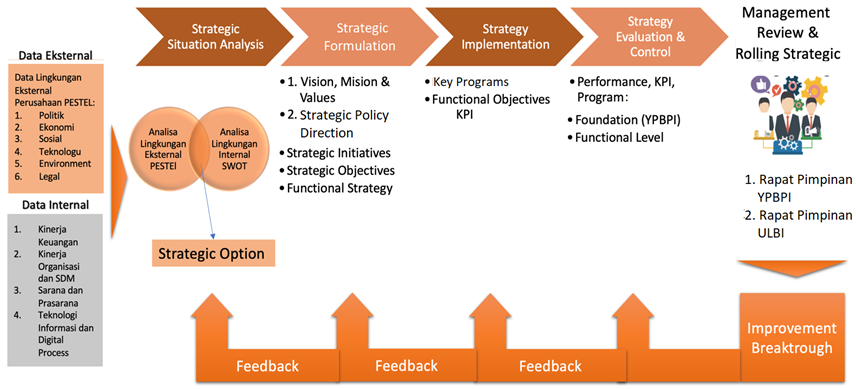 Data Eksternal
Data Lingkungan
Eksternal
Perusahaan PESTEL:
1. Politik
2. Ekonomi
3. Sosial
4. Teknologu
5. Environment
6. Legal
Data Internal
1. Kinerja
Keuangan
2. Kinerja
Organisasi
dan SDM
3. Sarana dan
Prasarana
4. Teknologi
Informasi dan
Digital
Process
Strategic
Situation Analysis
Analisa
Lingkungan
Eksternal
PESTEl
Analisa
Lingkungan
Internal
SWOT
Strategic Option
Strategic
Formulation
• 1. Vision, Mision &
Values
• 2. Strategic Policy
Direction
• Strategic Initiatives
• Strategic Objectives
• Functional Strategy
Strategy
Implementation
• Key Programs
• Functional Objectives
KPI
Strategy
Evaluation &
Control
• Performance, KPI,
Program:
• Foundation (YPBPI)
• Functional Level
Management
Review &
Rolling Strategic
1. Rapat Pimpinan
YPBPI
2. Rapat Pimpinan
ULBI
Improvement
Breakthrough
Feedback
Feedback
Feedback